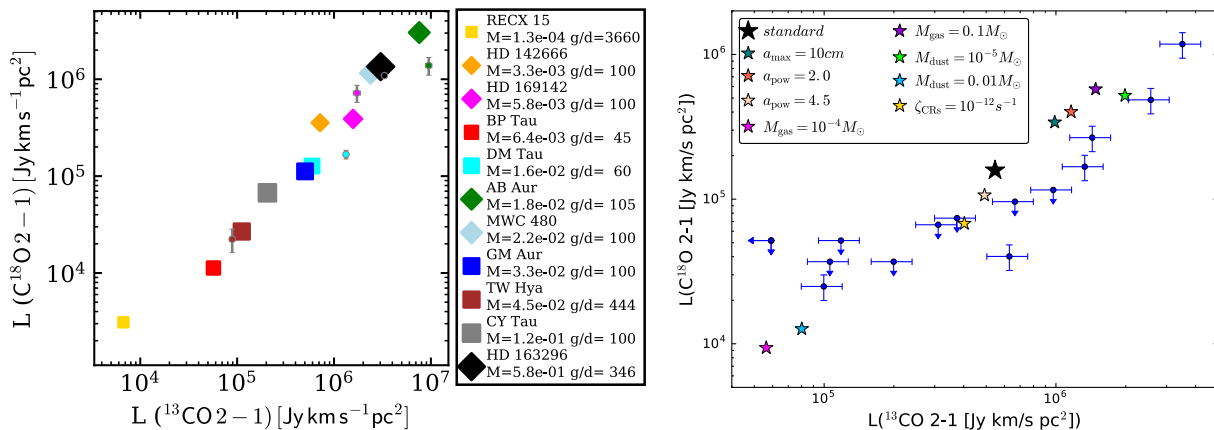 L (C¹⁸O 2 − 1) [Jy km s⁻¹ pc²]
10⁷
10⁶
10⁵
10⁴
10³
10⁴
10⁵
10⁶
10⁷
L (¹³CO 2 − 1) [Jy km s⁻¹ pc²]
RECX 15
M=1.3e-04 g/d=3660
HD 142666
M=3.3e-03 g/d= 100
HD 169142
M=5.8e-03 g/d= 100
BP Tau
M=6.4e-03 g/d= 45
DM Tau
M=1.6e-02 g/d= 60
AB Aur
M=1.8e-02 g/d= 105
MWC 480
M=2.2e-02 g/d= 100
GM Aur
M=3.3e-02 g/d= 100
TW Hya
M=4.5e-02 g/d= 444
CY Tau
M=1.2e-01 g/d= 100
HD 163296
M=5.8e-01 g/d= 346
L(C¹⁸O 2-1 [Jy km/s pc²])
10⁶
10⁵
10⁴
standard
a_max = 10cm
a_pow = 2.0
a_pow = 4.5
M_gas = 10⁻⁴M☉
M_gas = 0.1M☉
M_dust = 10⁻⁵M☉
M_dust = 0.01M☉
ζ_CRs = 10⁻¹²s⁻¹
10⁵
10⁶
L(¹³CO 2-1 [Jy km/s pc²])